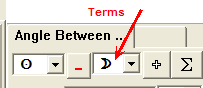 Terms
Angle Between ..
ʘ − ☽ + Σ